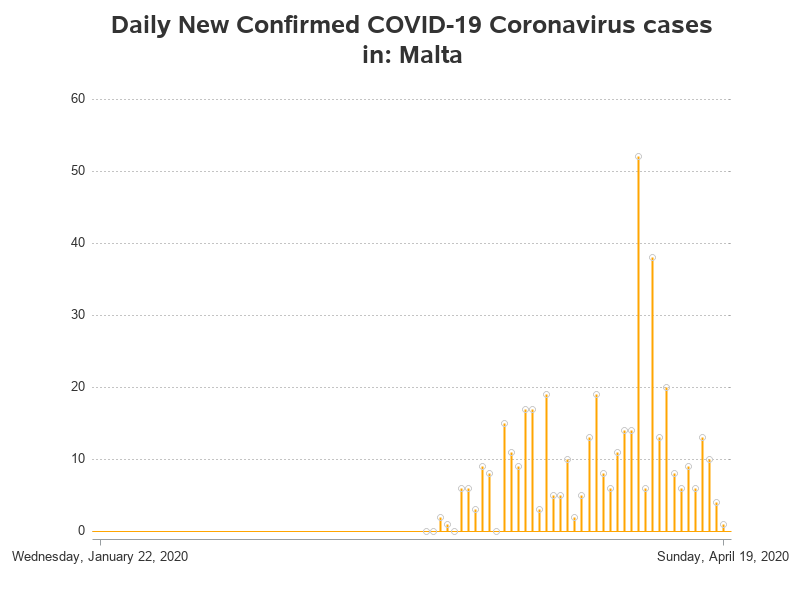 Daily New Confirmed COVID-19 Coronavirus cases
in: Malta
60
50
40
30
20
10
0
Wednesday, January 22, 2020
Sunday, April 19, 2020